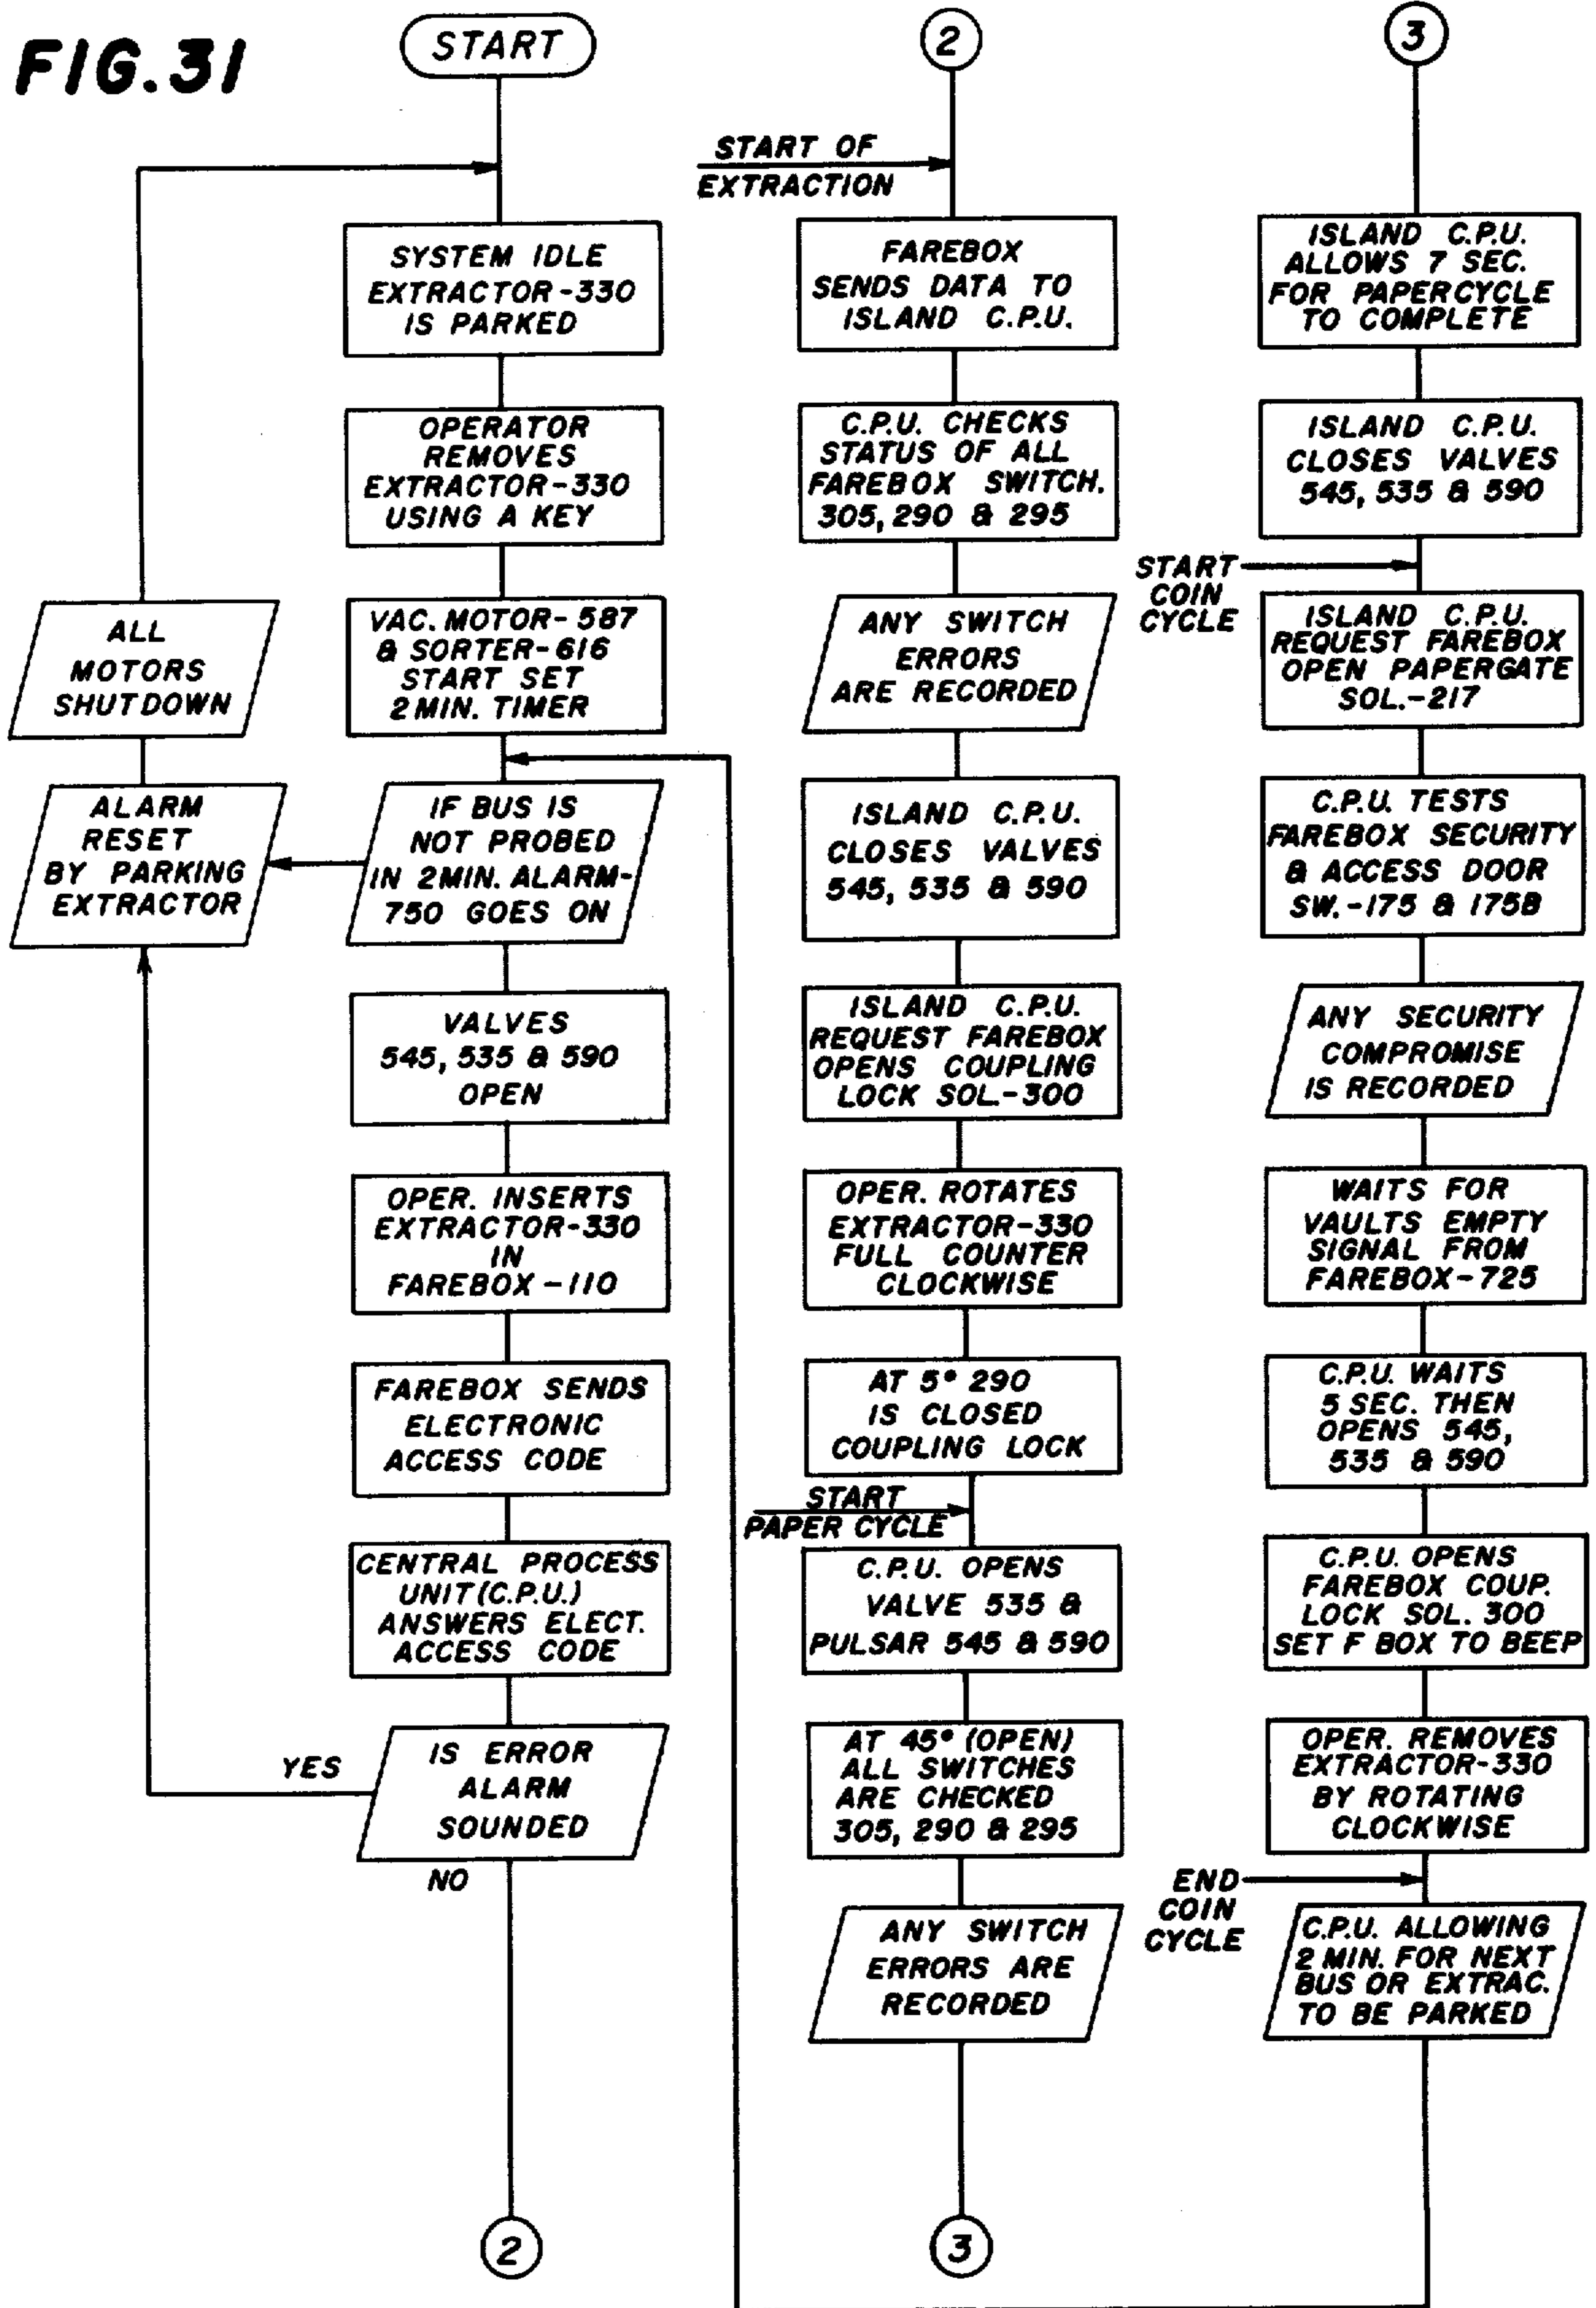 FIG.31
START
SYSTEM IDLE
EXTRACTOR-330
IS PARKED
OPERATOR
REMOVES
EXTRACTOR-330
USING A KEY
VAC. MOTOR-587
& SORTER-616
START SET
2 MIN. TIMER
ALL
MOTORS
SHUTDOWN
ALARM
RESET
BY PARKING
EXTRACTOR
IF BUS IS
NOT PROBED
IN 2MIN. ALARM-
750 GOES ON
VALVES
545, 535 & 590
OPEN
OPER. INSERTS
EXTRACTOR-330
IN
FAREBOX-110
FAREBOX SENDS
ELECTRONIC
ACCESS CODE
CENTRAL PROCESS
UNIT (C.P.U.)
ANSWERS ELECT.
ACCESS CODE
YES
IS ERROR
ALARM
SOUNDED
NO
2
2
START OF
EXTRACTION
FAREBOX
SENDS DATA TO
ISLAND C.P.U.
C.P.U. CHECKS
STATUS OF ALL
FAREBOX SWITCH.
305, 290 & 295
ANY SWITCH
ERRORS
ARE RECORDED
ISLAND C.P.U.
CLOSES VALVES
545, 535 & 590
ISLAND C.P.U.
REQUEST FAREBOX
OPENS COUPLING
LOCK SOL-300
OPER. ROTATES
EXTRACTOR-330
FULL COUNTER
CLOCKWISE
AT 5° 290
IS CLOSED
COUPLING LOCK
START
PAPER CYCLE
C.P.U. OPENS
VALVE 535 &
PULSAR 545 & 590
AT 45° (OPEN)
ALL SWITCHES
ARE CHECKED
305, 290 & 295
ANY SWITCH
ERRORS ARE
RECORDED
3
3
ISLAND C.P.U.
ALLOWS 7 SEC.
FOR PAPERCYCLE
TO COMPLETE
ISLAND C.P.U.
CLOSES VALVES
545, 535 & 590
START
COIN
CYCLE
ISLAND C.P.U.
REQUEST FAREBOX
OPEN PAPERGATE
SOL.-217
C.P.U. TESTS
FAREBOX SECURITY
& ACCESS DOOR
SW.-175 & 175B
ANY SECURITY
COMPROMISE
IS RECORDED
WAITS FOR
VAULTS EMPTY
SIGNAL FROM
FAREBOX-725
C.P.U. WAITS
5 SEC. THEN
OPENS 545,
535 & 590
C.P.U. OPENS
FAREBOX COUP.
LOCK SOL. 300
SET F BOX TO BEEP
OPER. REMOVES
EXTRACTOR-330
BY ROTATING
CLOCKWISE
END
COIN
CYCLE
C.P.U. ALLOWING
2 MIN. FOR NEXT
BUS OR EXTRAC.
TO BE PARKED